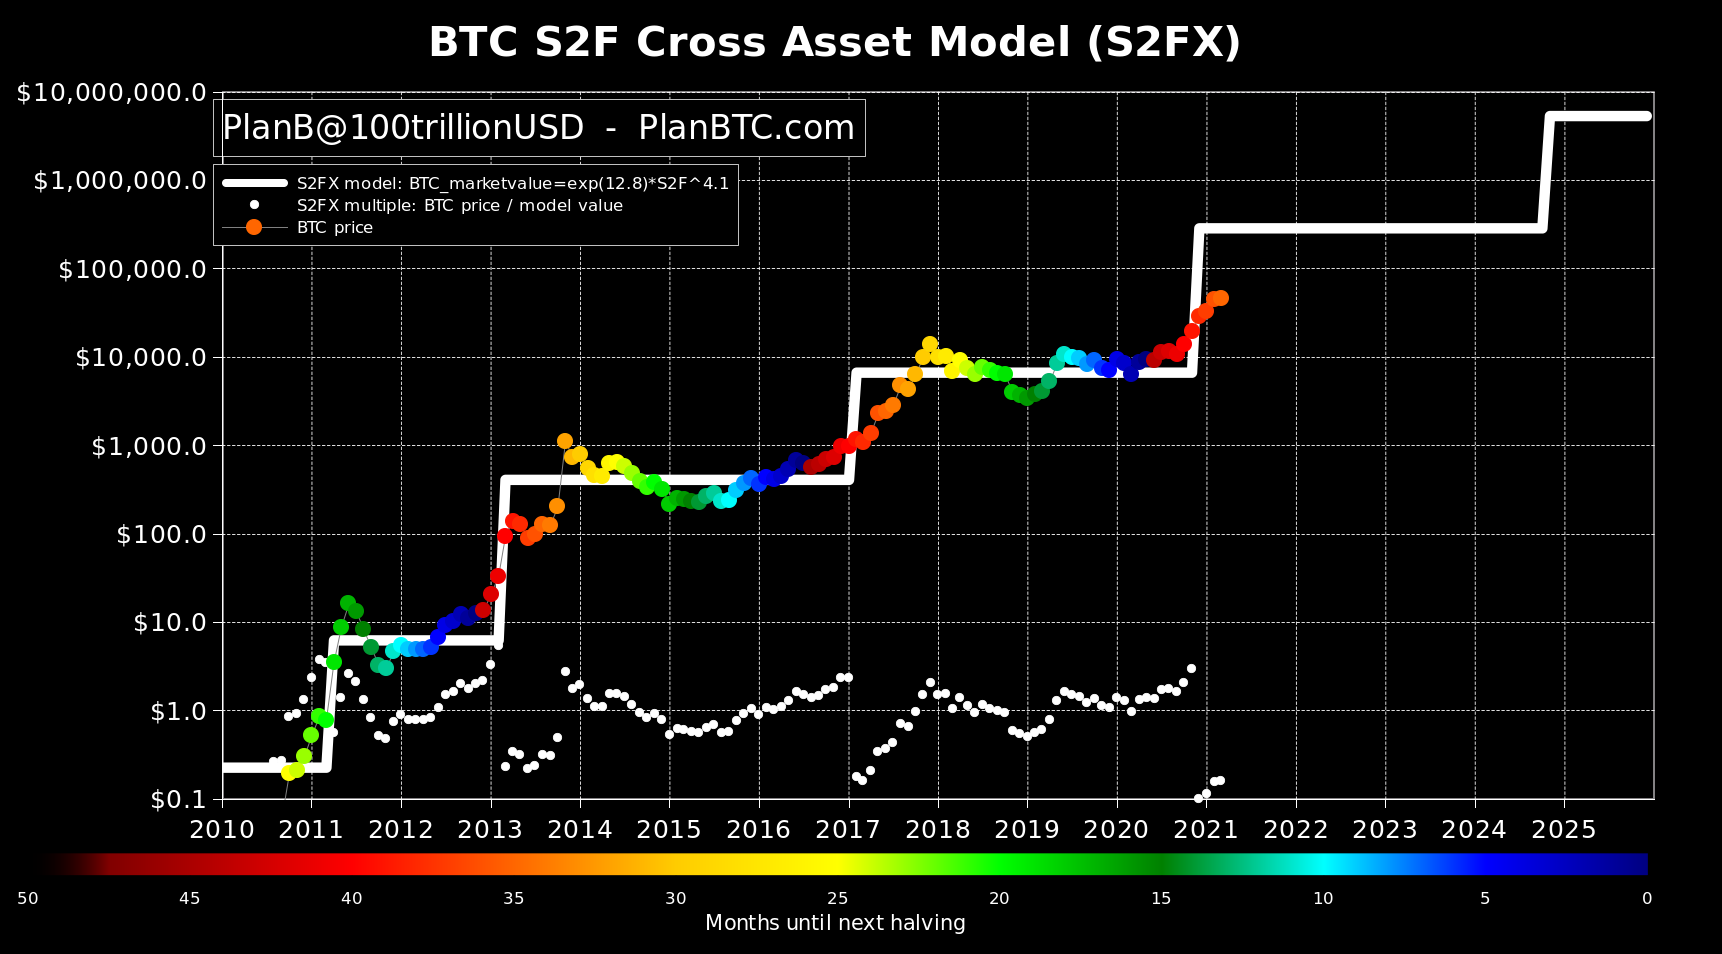 BTC S2F Cross Asset Model (S2FX)
$10,000,000.0
PlanB@100trillionUSD - PlanBTC.com
$1,000,000.0
S2FX model: BTC_marketvalue=exp(12.8)*S2F^4.1
S2FX multiple: BTC price / model value
BTC price
$100,000.0
$10,000.0
$1,000.0
$100.0
$10.0
$1.0
$0.1
2010 2011 2012 2013 2014 2015 2016 2017 2018 2019 2020 2021 2022 2023 2024 2025
50 45 40 35 30 25 20 15 10 5 0
Months until next halving